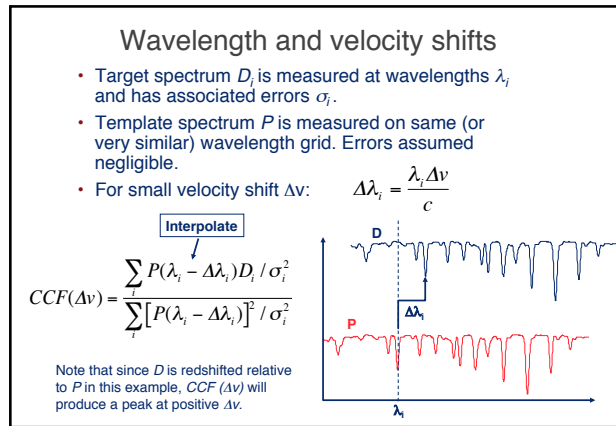 Wavelength and velocity shifts
• Target spectrum Dᵢ is measured at wavelengths λᵢ
and has associated errors σᵢ.
• Template spectrum P is measured on same (or
very similar) wavelength grid. Errors assumed
negligible.
• For small velocity shift Δv:
Δλᵢ = λᵢΔv / c
Interpolate
CCF(Δv) = ∑ᵢ P(λᵢ − Δλᵢ)Dᵢ / σᵢ² / ∑ᵢ [P(λᵢ − Δλᵢ)]² / σᵢ²
D
Δλᵢ
P
λᵢ
Note that since D is redshifted relative
to P in this example, CCF (Δv) will
produce a peak at positive Δv.